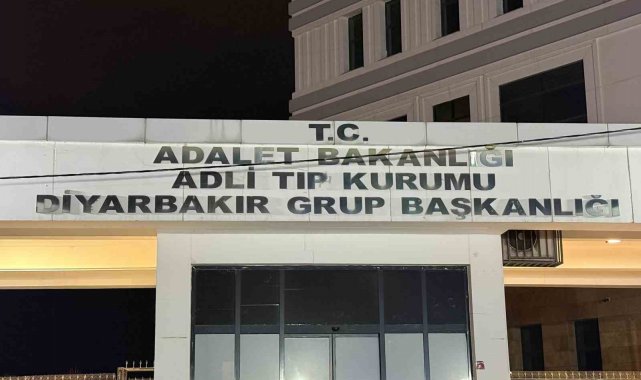 T.C.
ADALET BAKANLIĞI
ADLİ TIP KURUMU
DİYARBAKIR GRUP BAŞKANLIĞI